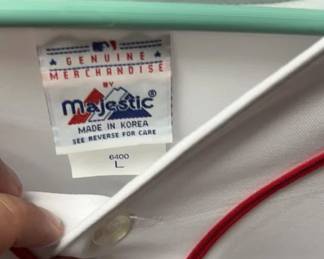 GENUINE
MERCHANDISE
BY
Majestic®
MADE IN KOREA
SEE REVERSE FOR CARE
6400
L